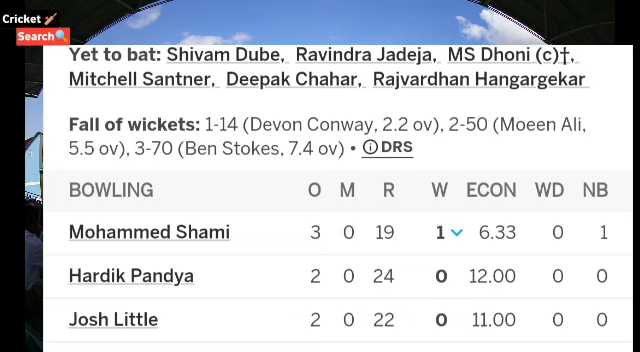 Cricket 🏏
Search🔍
Yet to bat: Shivam Dube, Ravindra Jadeja, MS Dhoni (c)†,
Mitchell Santner, Deepak Chahar, Rajvardhan Hangargekar
Fall of wickets: 1-14 (Devon Conway, 2.2 ov), 2-50 (Moeen Ali,
5.5 ov), 3-70 (Ben Stokes, 7.4 ov) • ⓘ DRS
BOWLING O M R W ECON WD NB
Mohammed Shami 3 0 19 1 6.33 0 1
Hardik Pandya 2 0 24 0 12.00 0 0
Josh Little 2 0 22 0 11.00 0 0